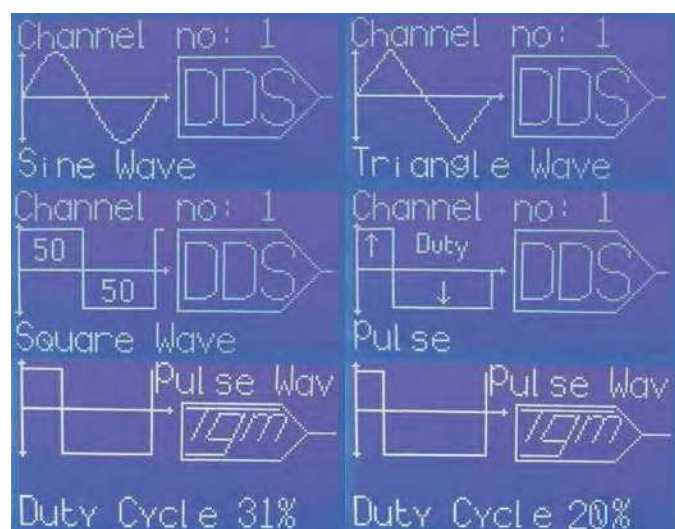 Channel no: 1
DDS
Sine Wave
Channel no: 1
DDS
Triangle Wave
Channel no: 1
50
50
DDS
Square Wave
Channel no: 1
↑ Duty
↓
DDS
Pulse
Pulse Wav
Duty Cycle 31%
Pulse Wav
Duty Cycle 20%